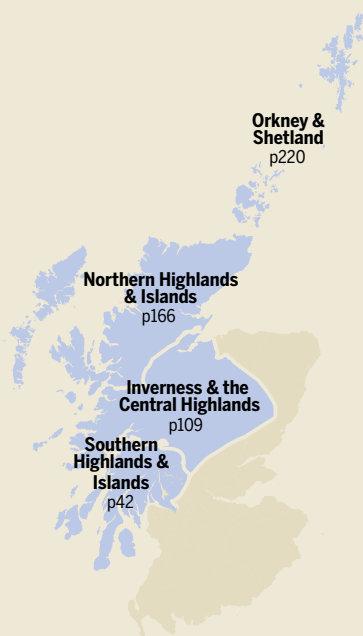 Orkney &
Shetland
p220
Northern Highlands
& Islands
p166
Inverness & the
Central Highlands
p109
Southern
Highlands &
Islands
p42